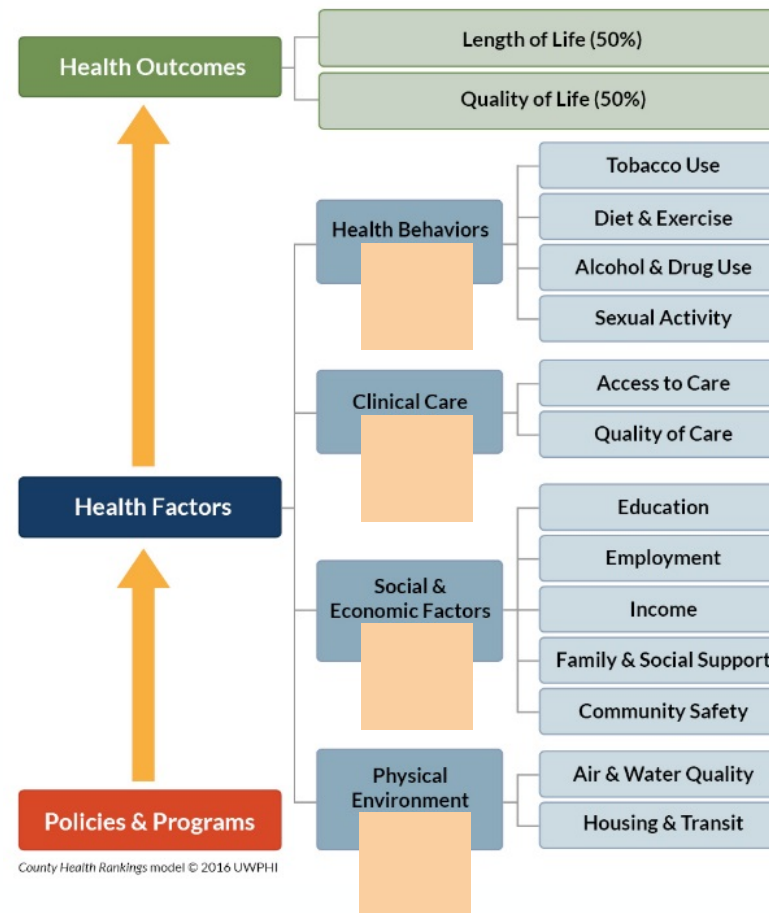 Health Outcomes
Length of Life (50%)
Quality of Life (50%)
Health Behaviors
Tobacco Use
Diet & Exercise
Alcohol & Drug Use
Sexual Activity
Clinical Care
Access to Care
Quality of Care
Health Factors
Social &
Economic Factors
Education
Employment
Income
Family & Social Support
Community Safety
Physical
Environment
Air & Water Quality
Housing & Transit
Policies & Programs
County Health Rankings model © 2016 UWPHI